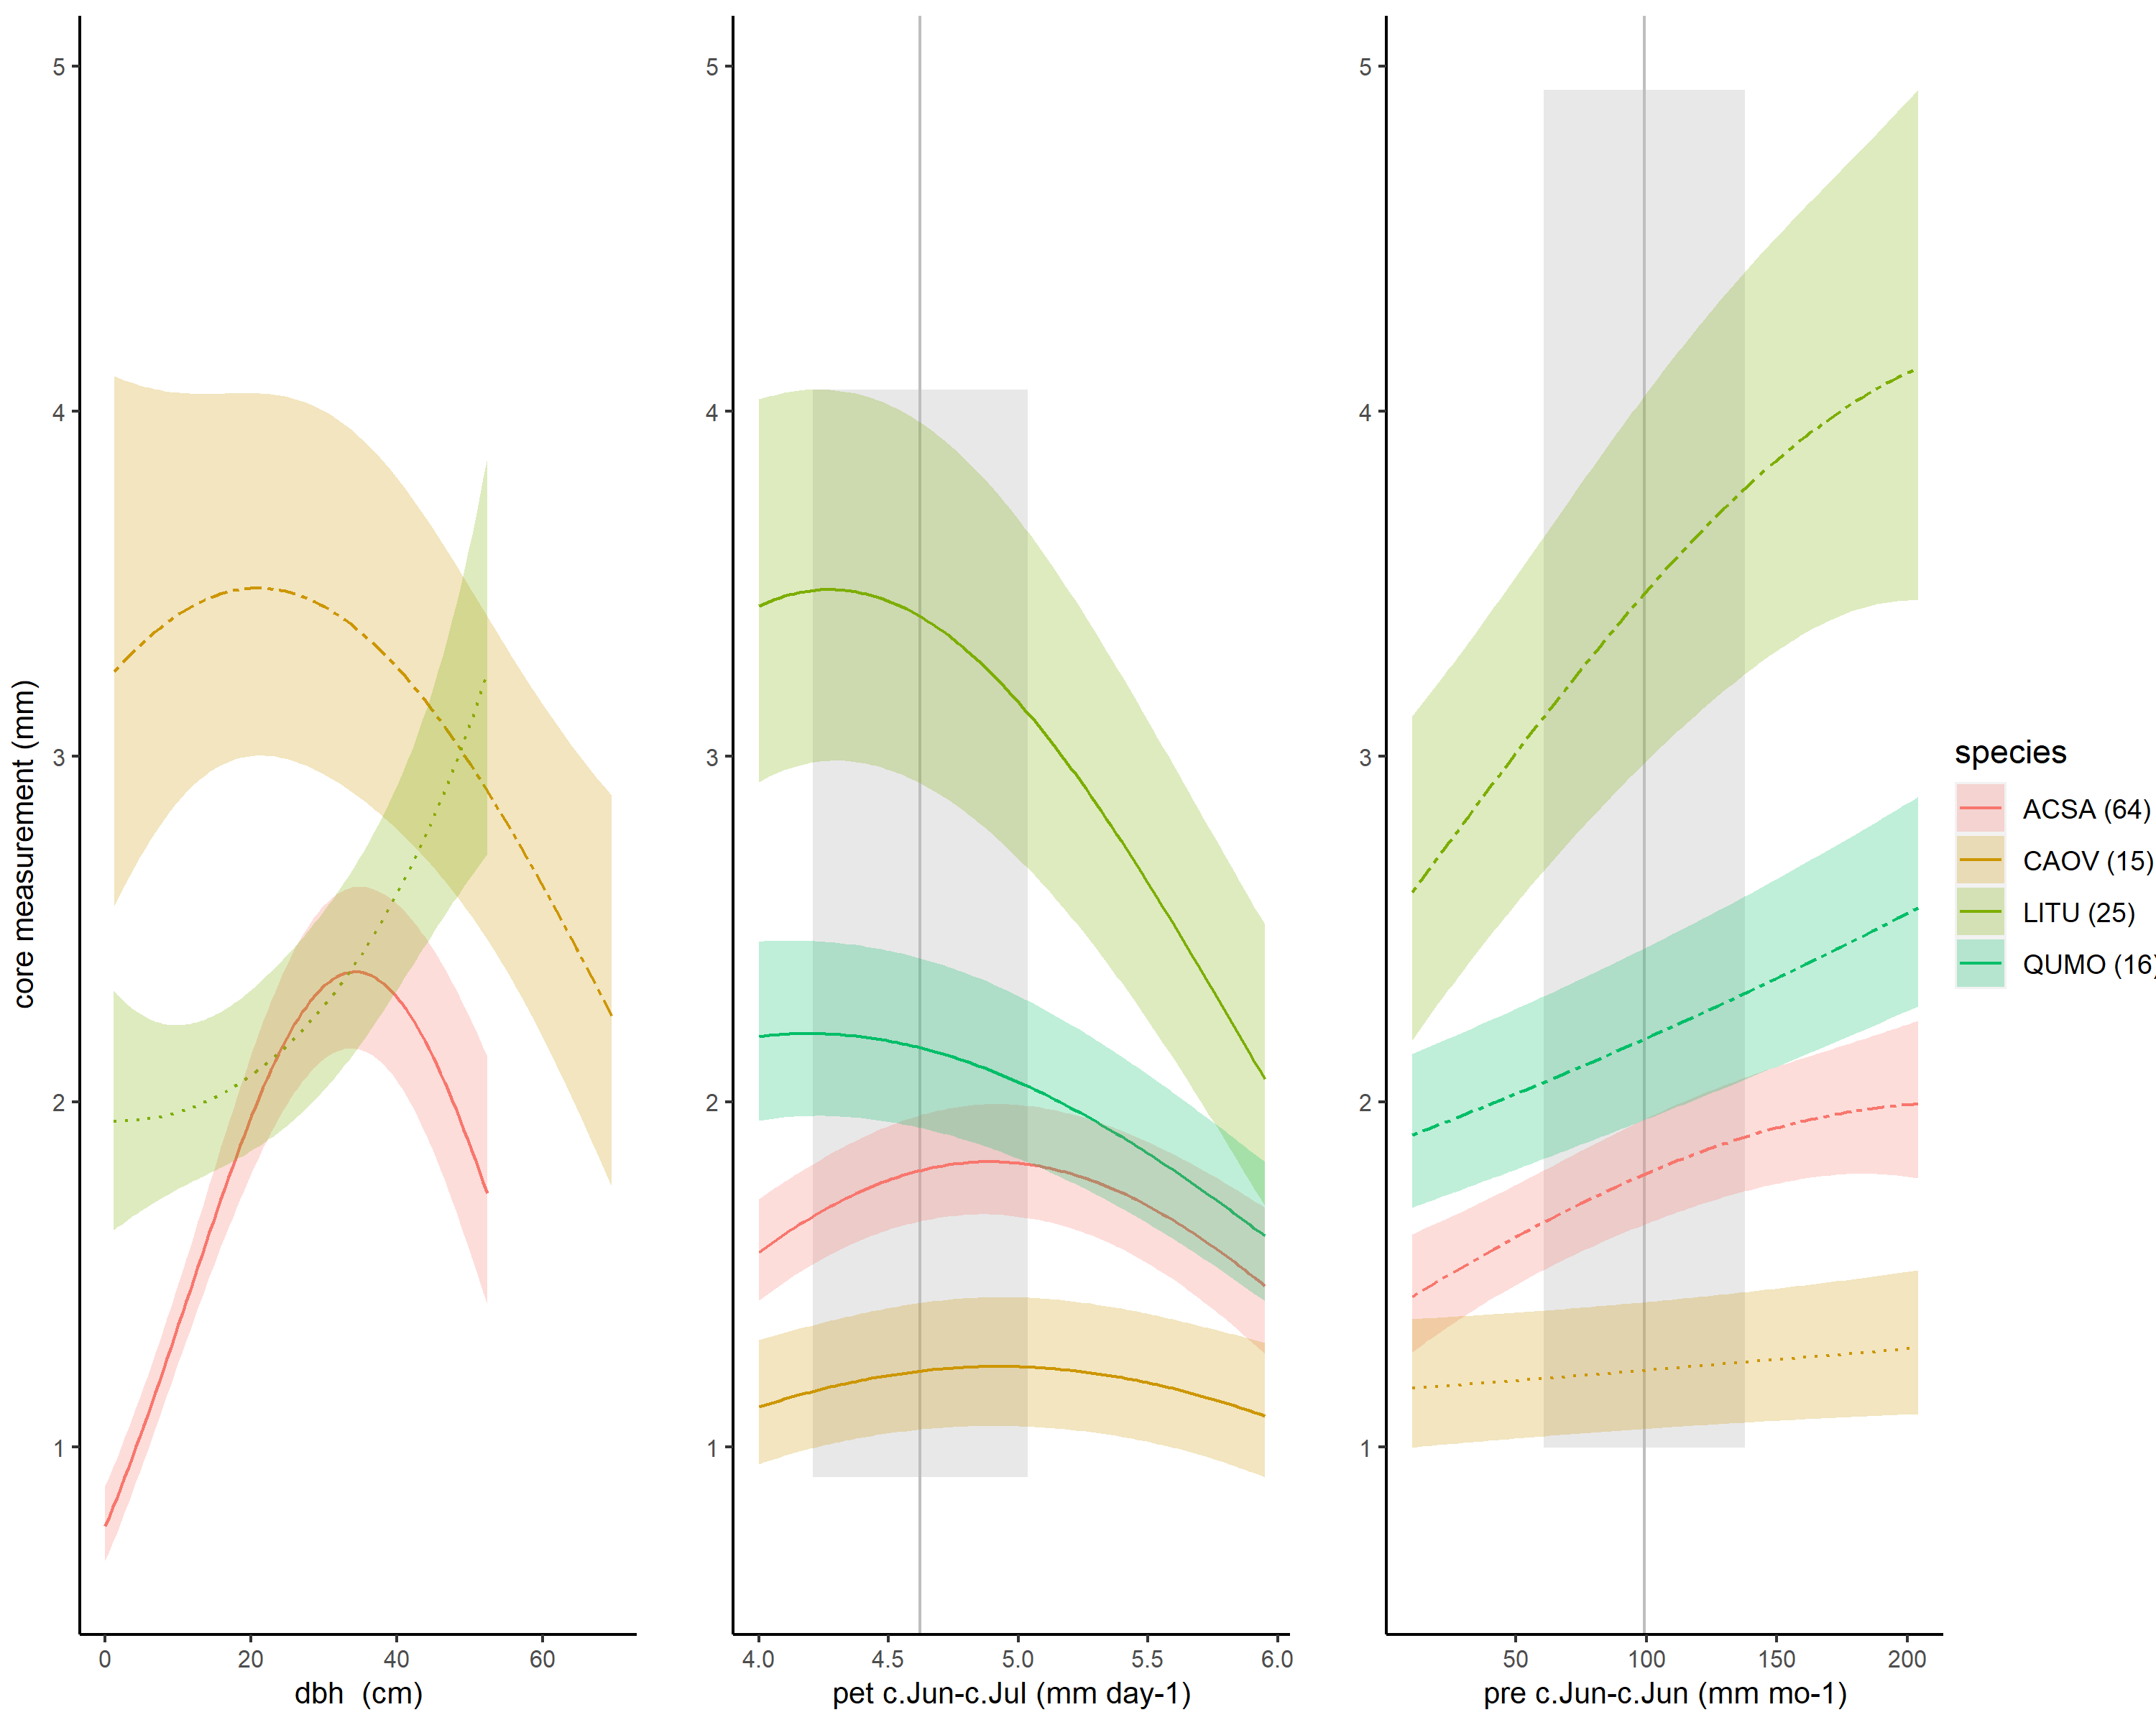 core measurement (mm)
5
4
3
2
1
0 20 40 60
dbh (cm)
5
4
3
2
1
4.0 4.5 5.0 5.5 6.0
pet c.Jun-c.Jul (mm day-1)
5
4
3
2
1
50 100 150 200
pre c.Jun-c.Jun (mm mo-1)
species
ACSA (64)
CAOV (15)
LITU (25)
QUMO (16)